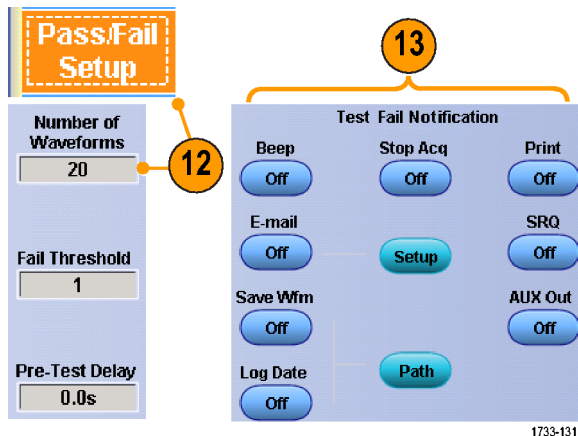 Pass/Fail
Setup
12
Number of
Waveforms
20
Fail Threshold
1
Pre-Test Delay
0.0s
13
Test Fail Notification
Beep
Stop Acq
Print
Off
Off
Off
E-mail
SRQ
Off
Setup
Off
Save Wfm
AUX Out
Off
Off
Log Date
Path
Off
1733-131